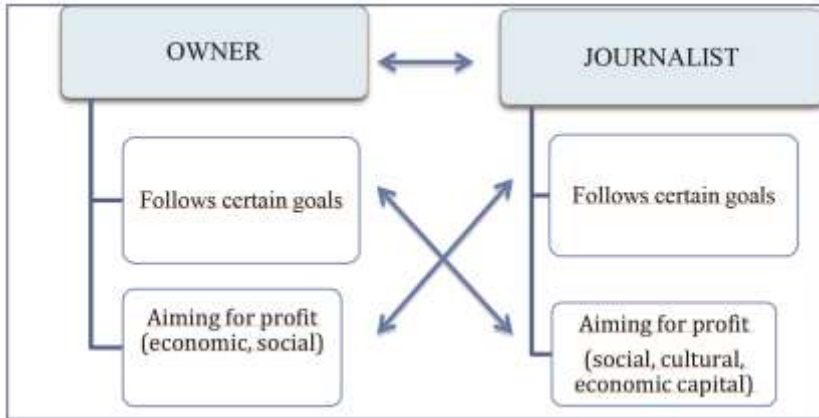 OWNER
JOURNALIST
Follows certain goals
Follows certain goals
Aiming for profit
(economic, social)
Aiming for profit
(social, cultural,
economic capital)